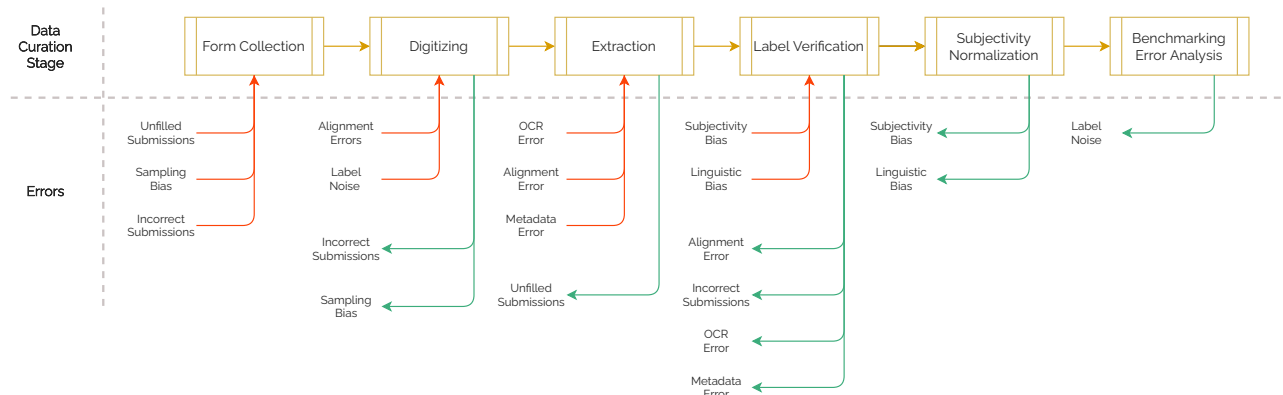 Data
Curation
Stage
Form Collection
Digitizing
Extraction
Label Verification
Subjectivity
Normalization
Benchmarking
Error Analysis
Errors
Unfilled
Submissions
Sampling
Bias
Incorrect
Submissions
Alignment
Errors
Label
Noise
Incorrect
Submissions
Sampling
Bias
OCR
Error
Alignment
Error
Metadata
Error
Unfilled
Submissions
Subjectivity
Bias
Linguistic
Bias
Alignment
Error
Incorrect
Submissions
OCR
Error
Metadata
Error
Subjectivity
Bias
Linguistic
Bias
Label
Noise